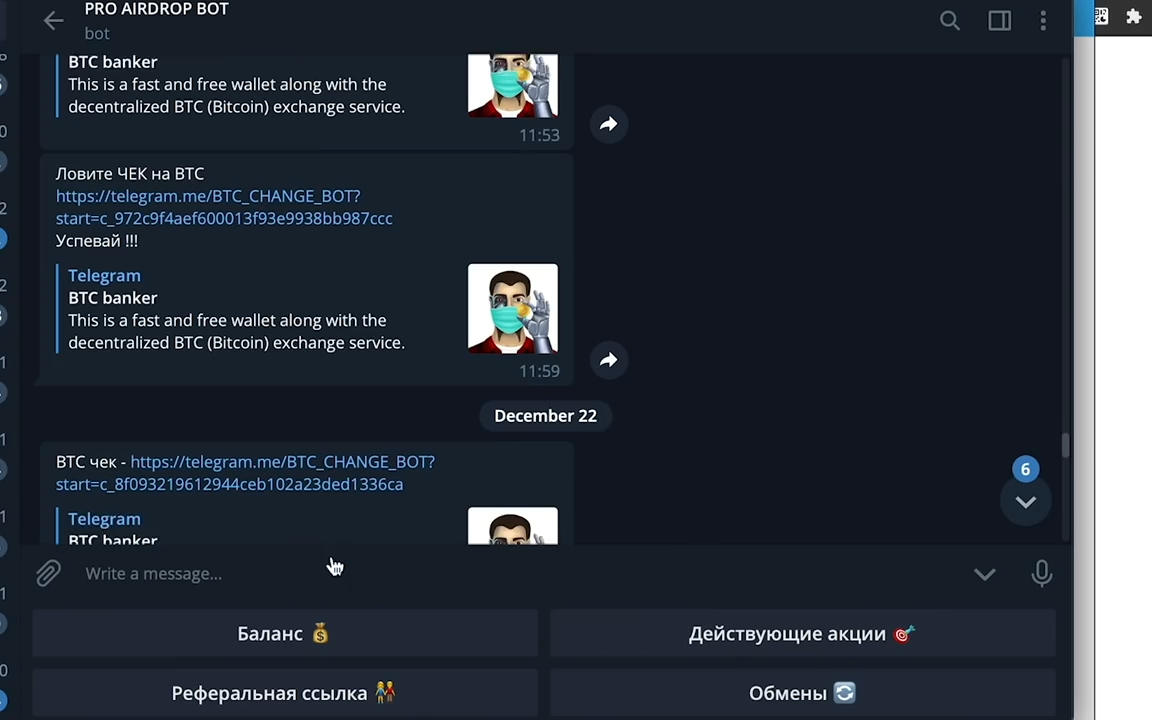 PRO AIRDROP BOT
bot
BTC banker
This is a fast and free wallet along with the
decentralized BTC (Bitcoin) exchange service.
11:53
Ловите ЧЕК на BTC
https://telegram.me/BTC_CHANGE_BOT?
start=c_972c9f4aef600013f93e9938bb987ccc
Успевай !!!
Telegram
BTC banker
This is a fast and free wallet along with the
decentralized BTC (Bitcoin) exchange service.
11:59
December 22
BTC чек - https://telegram.me/BTC_CHANGE_BOT?
start=c_8f093219612944ceb102a23ded1336ca
Telegram
BTC banker
6
Write a message...
Баланс 💰
Действующие акции 🎯
Реферальная ссылка 👫
Обмены 🔄